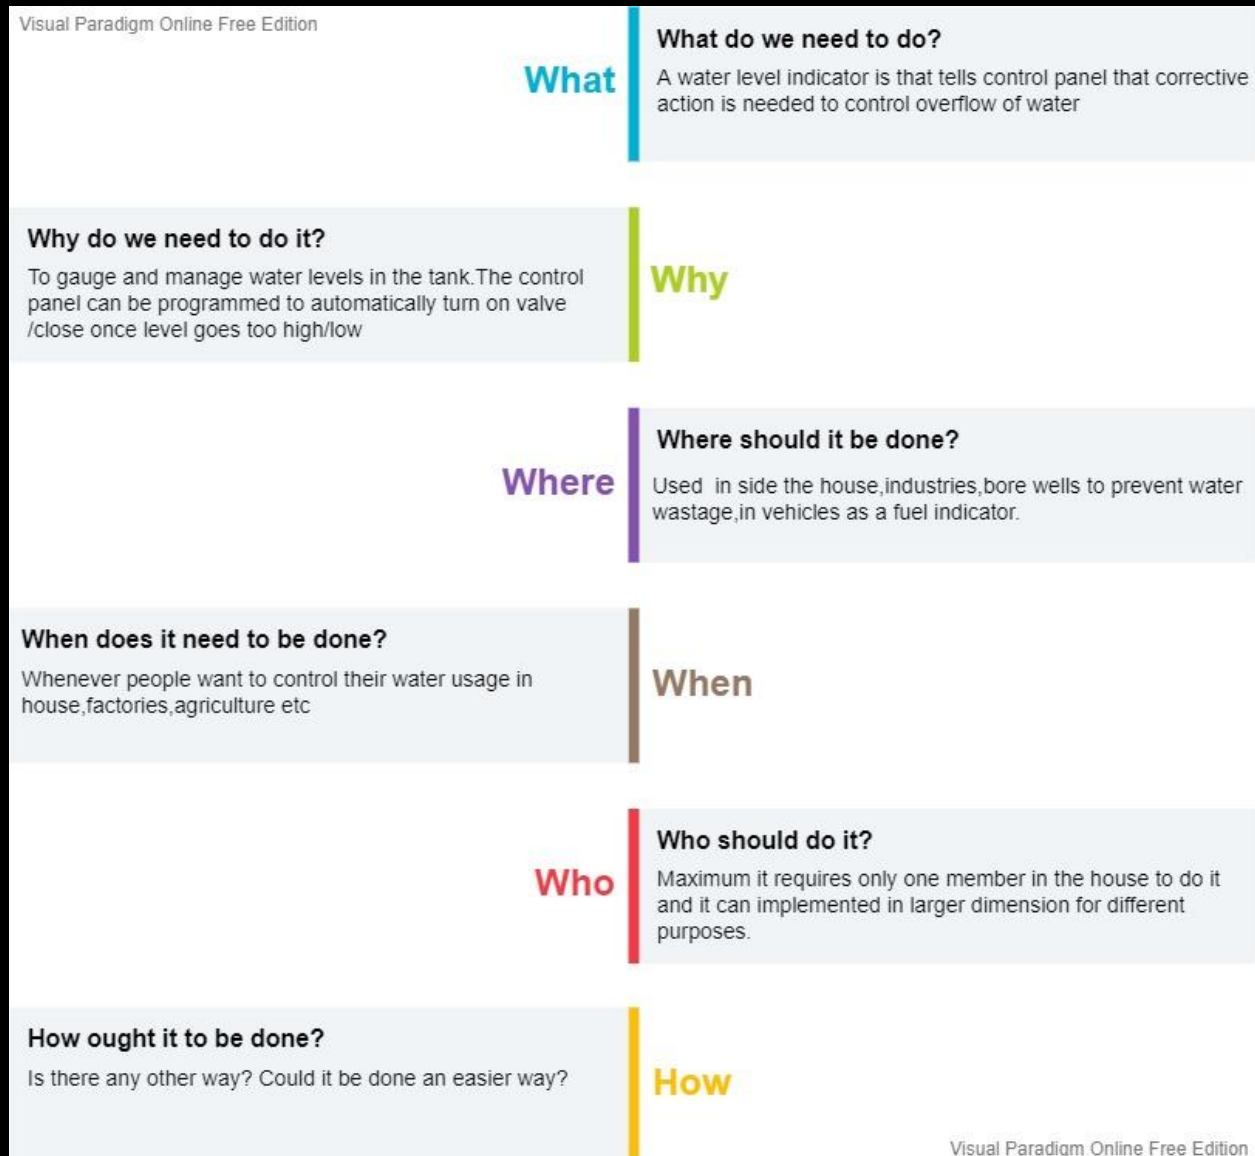 Visual Paradigm Online Free Edition
What
What do we need to do?
A water level indicator is that tells control panel that corrective
action is needed to control overflow of water
Why do we need to do it?
To gauge and manage water levels in the tank.The control
panel can be programmed to automatically turn on valve
/close once level goes too high/low
Why
Where
Where should it be done?
Used in side the house,industries,bore wells to prevent water
wastage,in vehicles as a fuel indicator.
When does it need to be done?
Whenever people want to control their water usage in
house,factories,agriculture etc
When
Who
Who should do it?
Maximum it requires only one member in the house to do it
and it can implemented in larger dimension for different
purposes.
How ought it to be done?
Is there any other way? Could it be done an easier way?
How
Visual Paradigm Online Free Edition